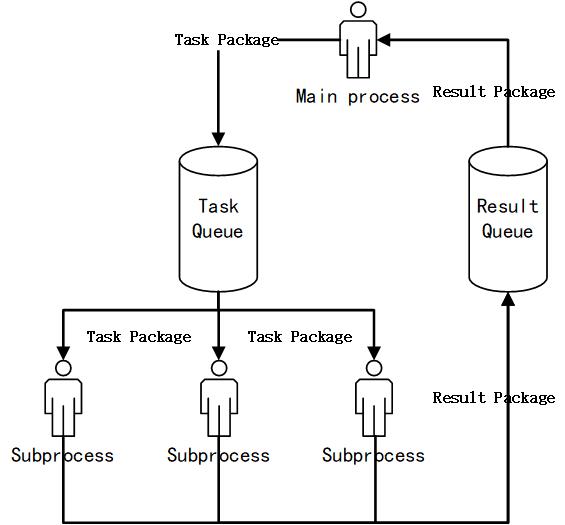 Task Package
Main process
Result Package
Task
Queue
Result
Queue
Task Package
Task Package
Result Package
Subprocess
Subprocess
Subprocess